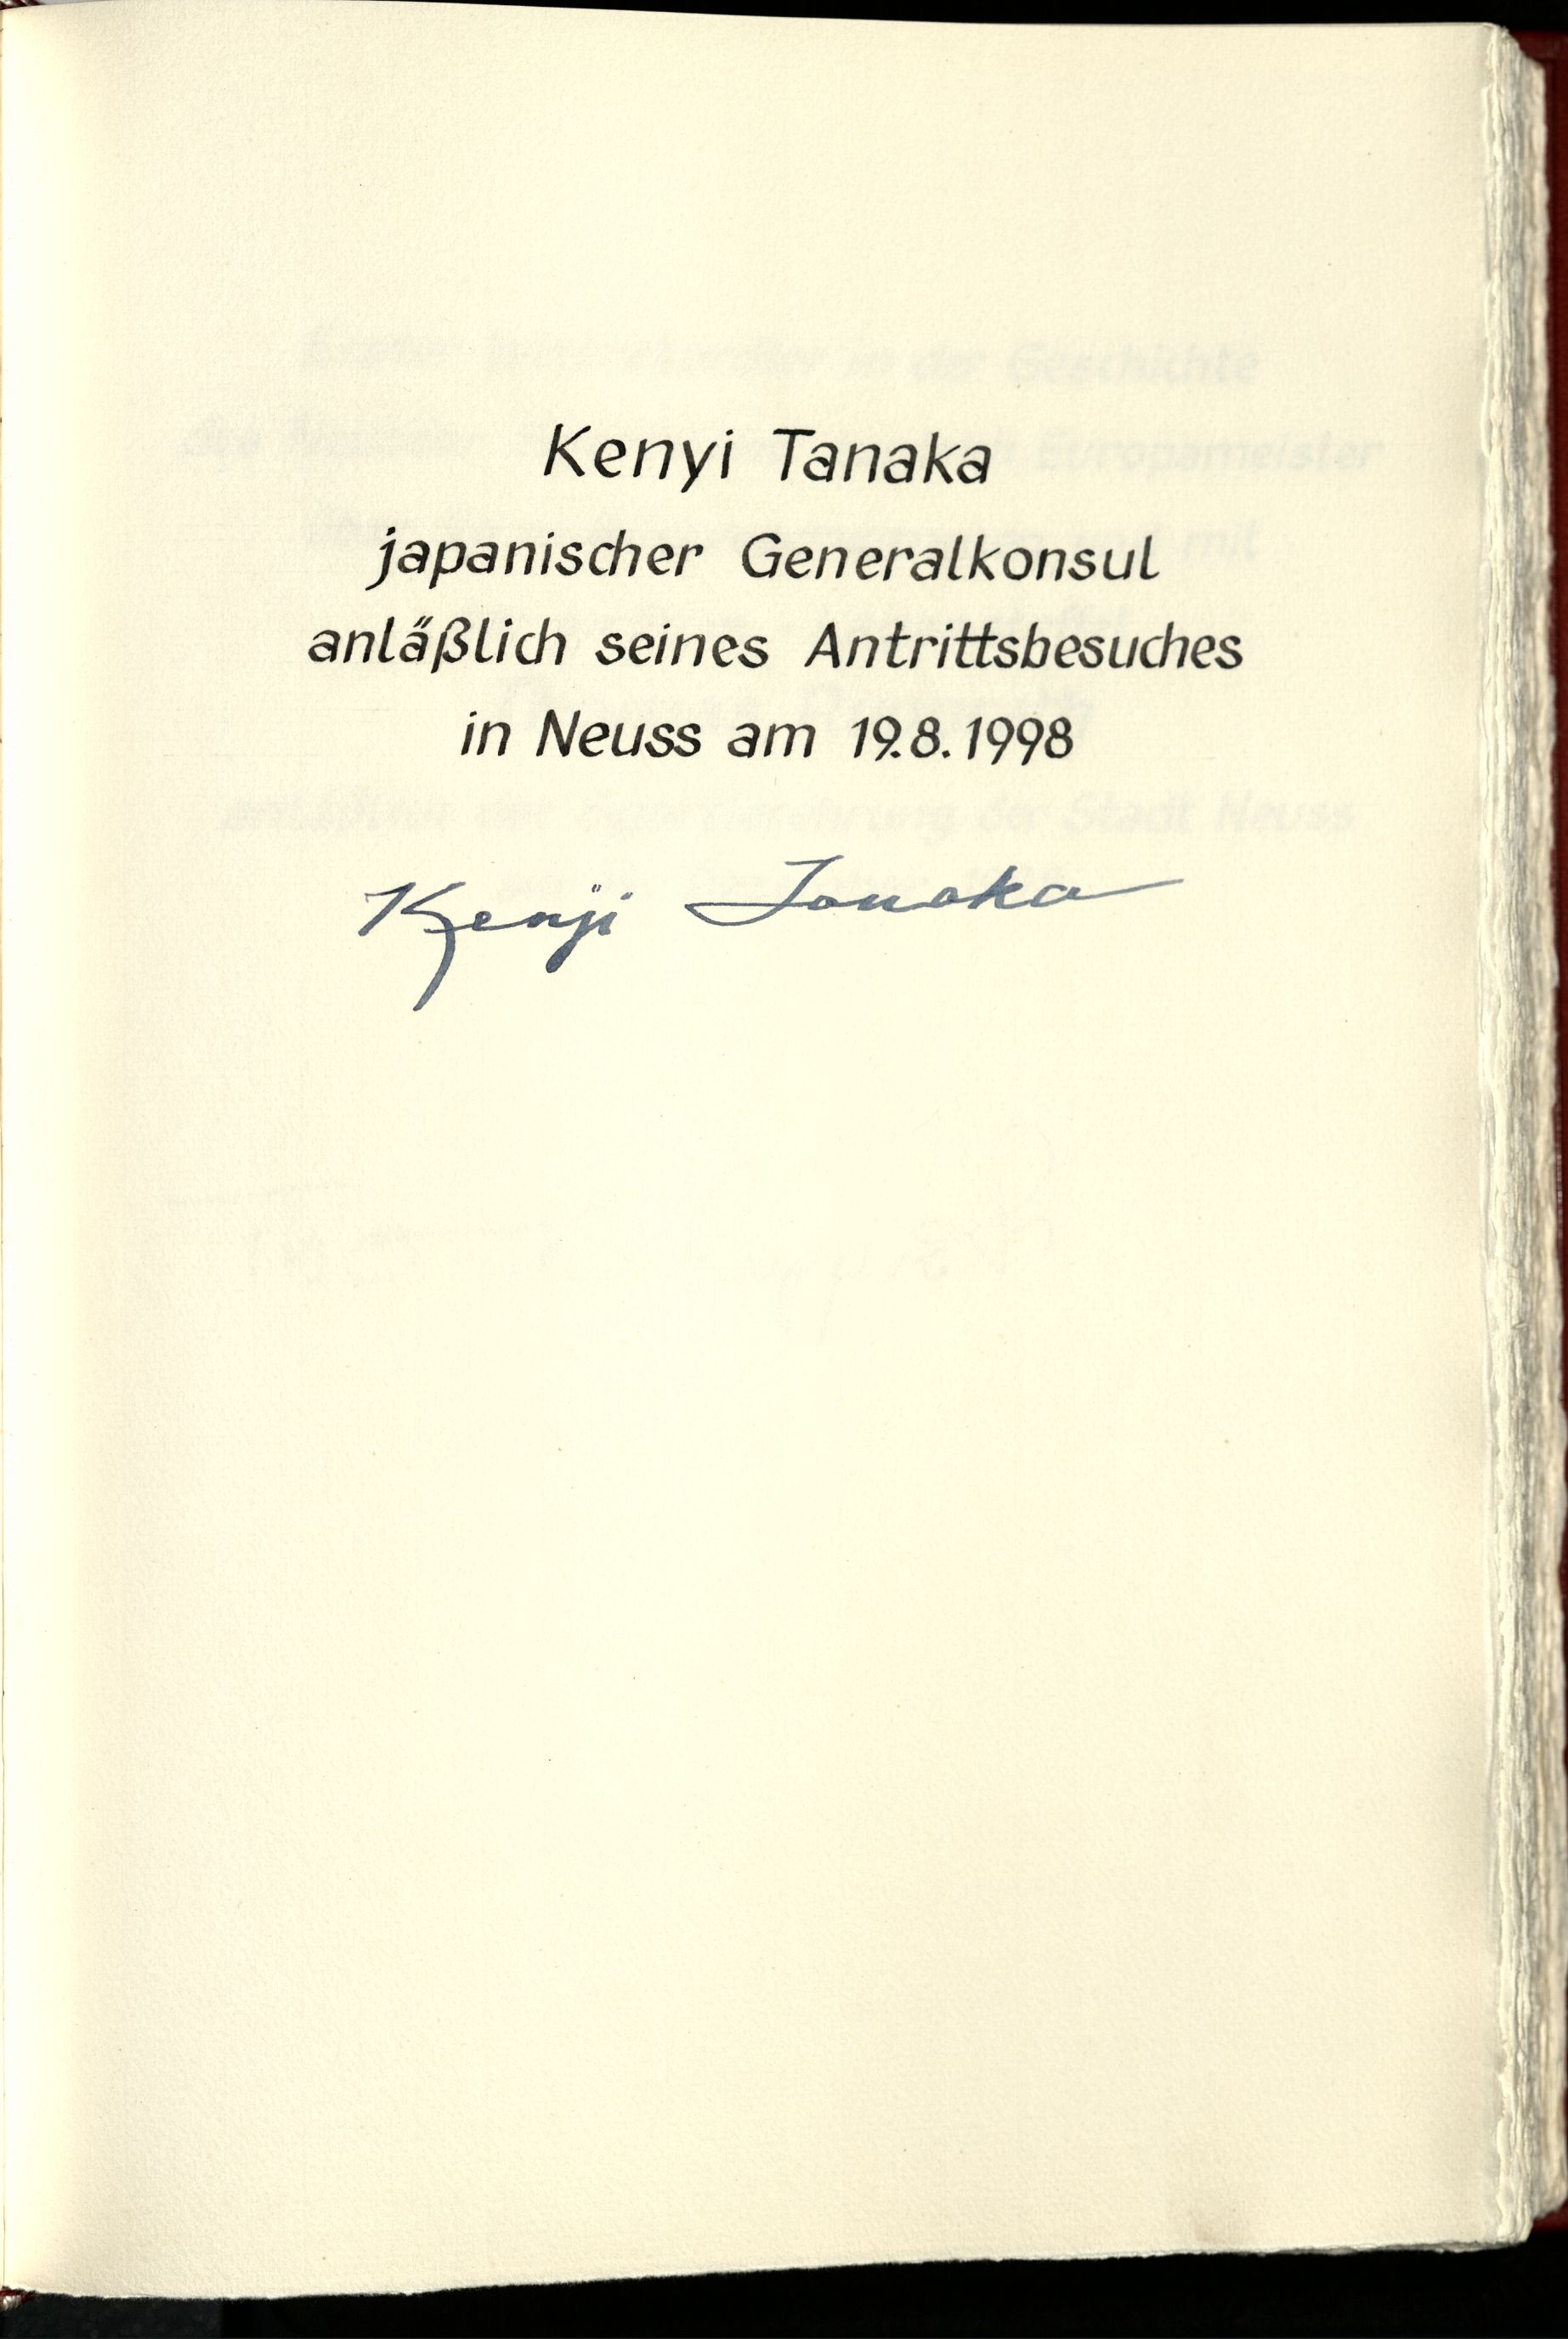 Kenyi Tanaka
japanischer Generalkonsul
anläßlich seines Antrittsbesuches
in Neuss am 19.8.1998
Kenji Tanaka